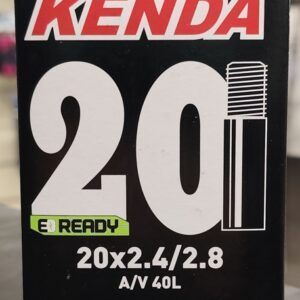 KENDA
20
E READY
20x2.4/2.8
A/V 40L